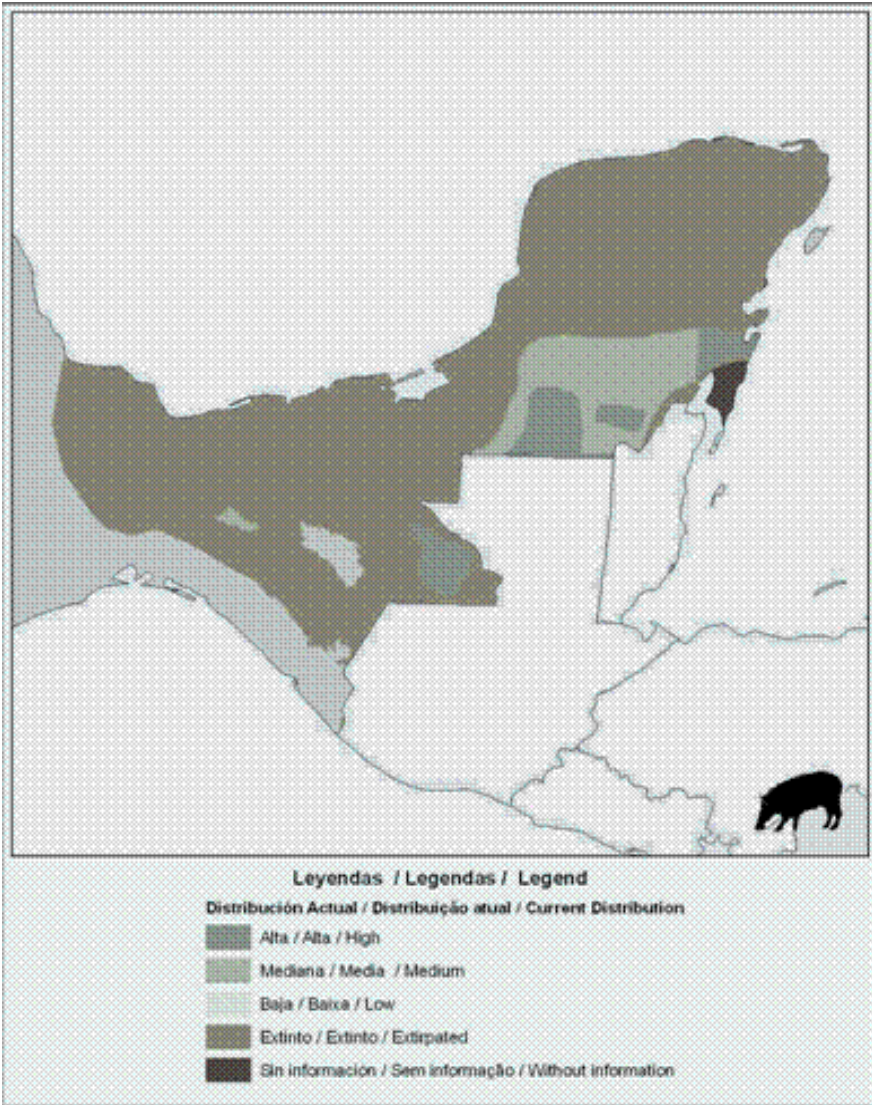 Leyendas / Legendas / Legend
Distribución Actual / Distribuição atual / Current Distribution
Alta / Alta / High
Mediana / Media / Medium
Baja / Baixa / Low
Extinto / Extinto / Extirpated
Sin información / Sem informação / Without information